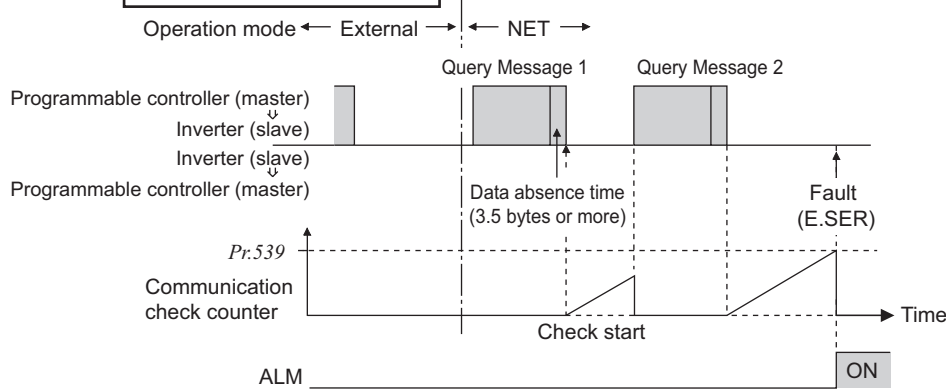 Operation mode External NET
Query Message 1 Query Message 2
Programmable controller (master)
⇩
Inverter (slave)
Inverter (slave)
⇩
Programmable controller (master)
Data absence time
(3.5 bytes or more)
Fault
(E.SER)
Pr.539
Communication
check counter
Time
Check start
ALM
ON